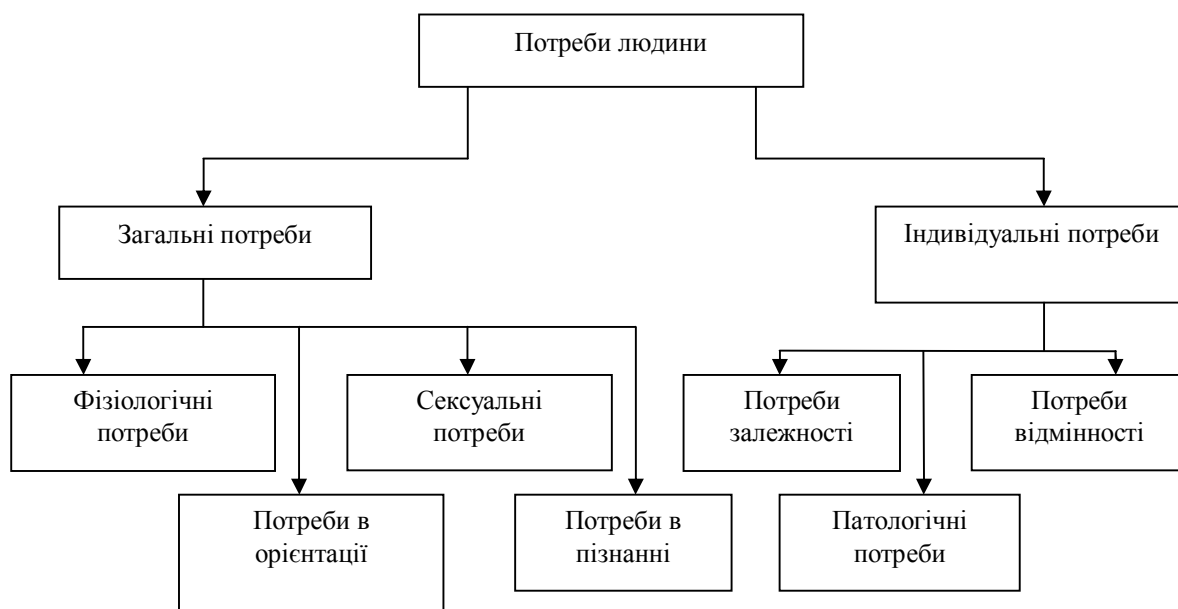 Потреби людини
Загальні потреби
Індивідуальні потреби
Фізіологічні
потреби
Сексуальні
потреби
Потреби
залежності
Потреби
відмінності
Потреби в
орієнтації
Потреби в
пізнанні
Патологічні
потреби